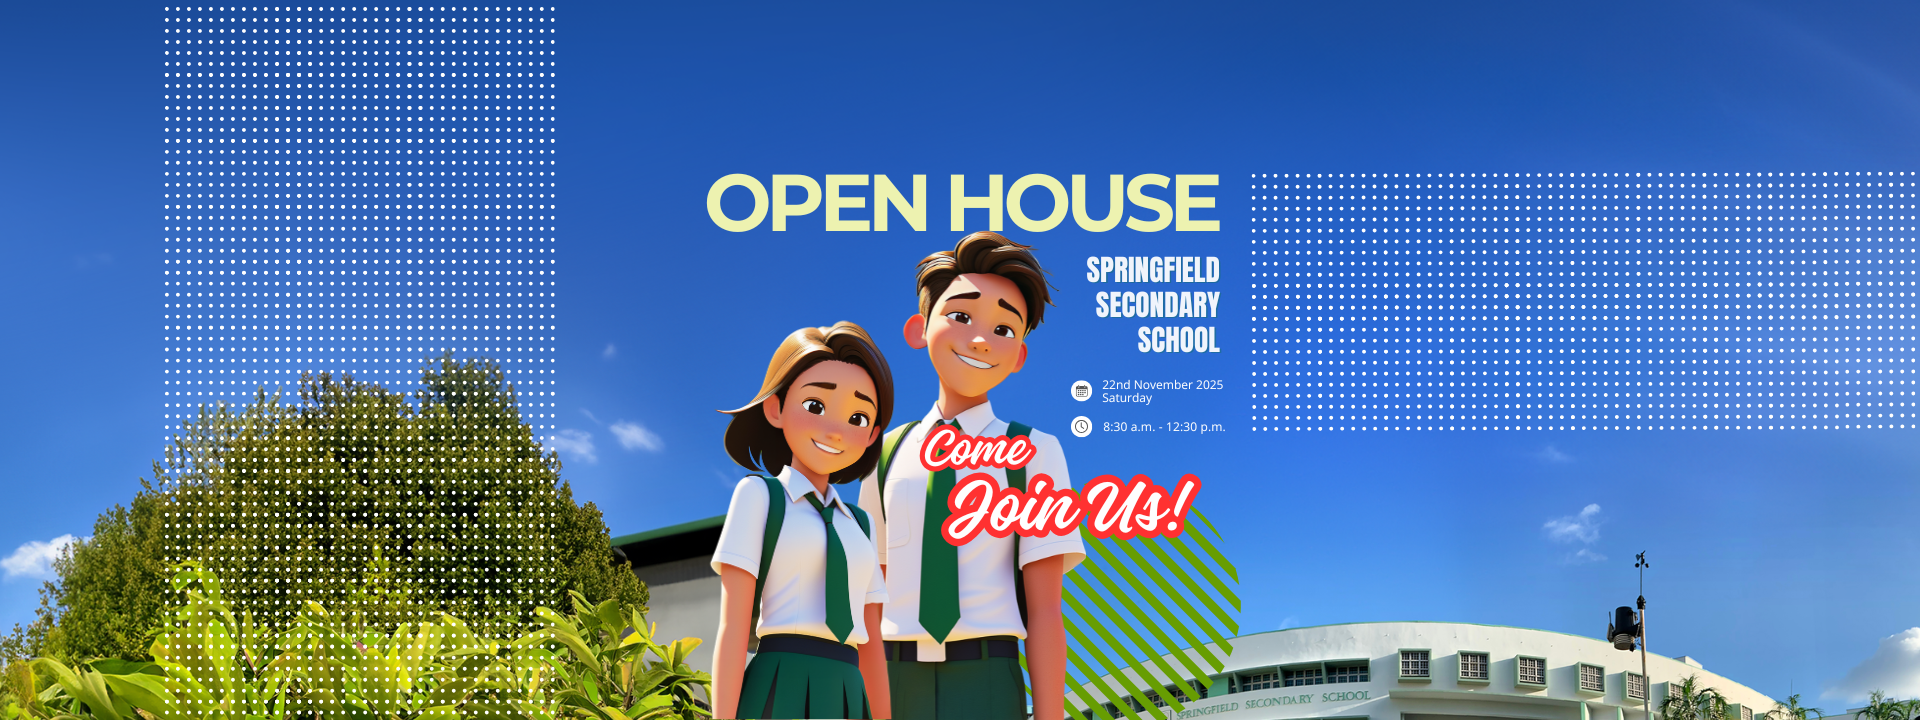 OPEN HOUSE
SPRINGFIELD
SECONDARY
SCHOOL
22nd November 2025
Saturday
8:30 a.m. - 12:30 p.m.
Come
Join Us!
SPRINGFIELD SECONDARY SCHOOL